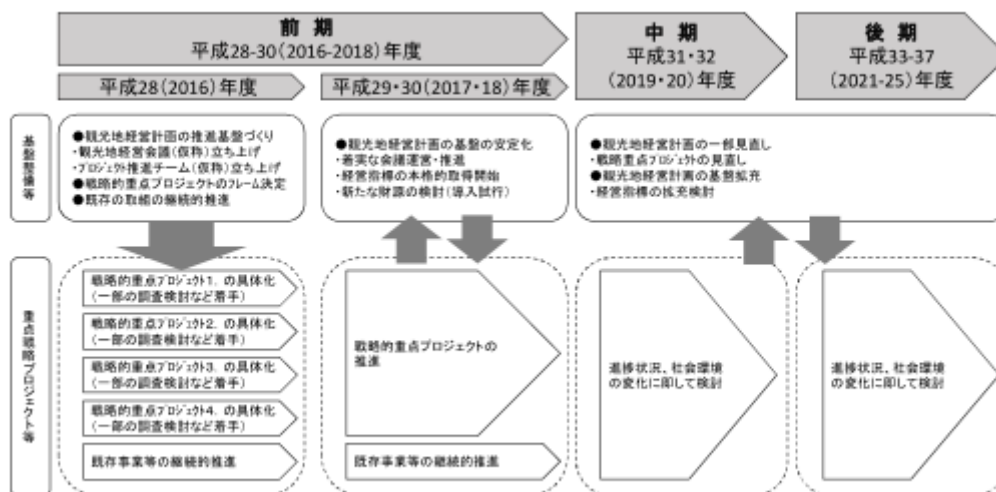 前 期
平成28-30(2016-2018)年度
中 期
平成31・32
(2019・20)年度
後 期
平成33-37
(2021-25)年度
平成28(2016)年度
平成29・30(2017・18)年度
基盤整備等
●観光地経営計画の推進基盤づくり
・観光地経営会議(仮称)立ち上げ
・プロジェクト推進チーム(仮称)立ち上げ
●戦略的重点プロジェクトのフレーム決定
●既存の取組の継続的推進
●観光地経営計画の基盤の安定化
・着実な会議運営・推進
・経営指標の本格的取得開始
・新たな財源の検討(導入試行)
●観光地経営計画の一部見直し
・戦略重点プロジェクトの見直し
●観光地経営計画の基盤拡充
・経営指標の拡充検討
重点戦略プロジェクト等
戦略的重点プロジェクト1．の具体化
(一部の調査検討など着手)
戦略的重点プロジェクト2．の具体化
(一部の調査検討など着手)
戦略的重点プロジェクト3．の具体化
(一部の調査検討など着手)
戦略的重点プロジェクト4．の具体化
(一部の調査検討など着手)
既存事業等の継続的推進
戦略的重点プロジェクトの
推進
既存事業等の継続的推進
進捗状況、社会環境
の変化に即して検討
進捗状況、社会環境
の変化に即して検討